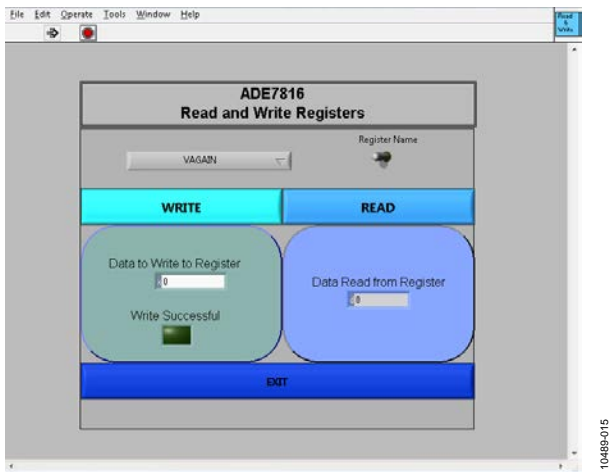 File Edit Operate Tools Window Help
Read
&
Write
ADE7816
Read and Write Registers
Register Name
VAGAIN
WRITE READ
Data to Write to Register
0
Data Read from Register
0
Write Successful
EXIT
10489-015